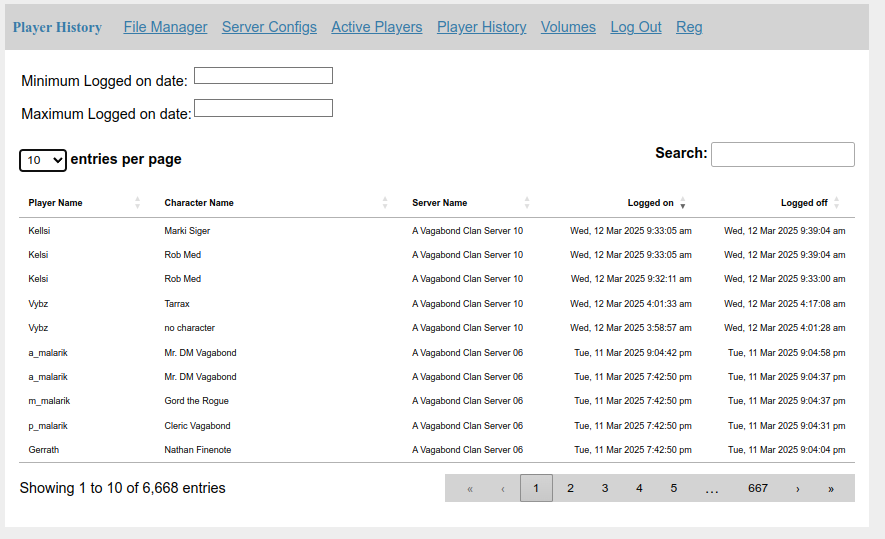 Player History File Manager Server Configs Active Players Player History Volumes Log Out Reg
Minimum Logged on date:
Maximum Logged on date:
10 entries per page Search:
Player Name Character Name Server Name Logged on Logged off
Kellsi Marki Siger A Vagabond Clan Server 10 Wed, 12 Mar 2025 9:33:05 am Wed, 12 Mar 2025 9:39:04 am
Kelsi Rob Med A Vagabond Clan Server 10 Wed, 12 Mar 2025 9:33:05 am Wed, 12 Mar 2025 9:39:04 am
Kelsi Rob Med A Vagabond Clan Server 10 Wed, 12 Mar 2025 9:32:11 am Wed, 12 Mar 2025 9:33:00 am
Vybz Tarrax A Vagabond Clan Server 10 Wed, 12 Mar 2025 4:01:33 am Wed, 12 Mar 2025 4:17:08 am
Vybz no character A Vagabond Clan Server 10 Wed, 12 Mar 2025 3:58:57 am Wed, 12 Mar 2025 4:01:28 am
a_malarik Mr. DM Vagabond A Vagabond Clan Server 06 Tue, 11 Mar 2025 9:04:42 pm Tue, 11 Mar 2025 9:04:58 pm
a_malarik Mr. DM Vagabond A Vagabond Clan Server 06 Tue, 11 Mar 2025 7:42:50 pm Tue, 11 Mar 2025 9:04:37 pm
m_malarik Gord the Rogue A Vagabond Clan Server 06 Tue, 11 Mar 2025 7:42:50 pm Tue, 11 Mar 2025 9:04:37 pm
p_malarik Cleric Vagabond A Vagabond Clan Server 06 Tue, 11 Mar 2025 7:42:50 pm Tue, 11 Mar 2025 9:04:31 pm
Gerrath Nathan Finenote A Vagabond Clan Server 06 Tue, 11 Mar 2025 7:42:50 pm Tue, 11 Mar 2025 9:04:04 pm
Showing 1 to 10 of 6,668 entries « ‹ 1 2 3 4 5 … 667 › »